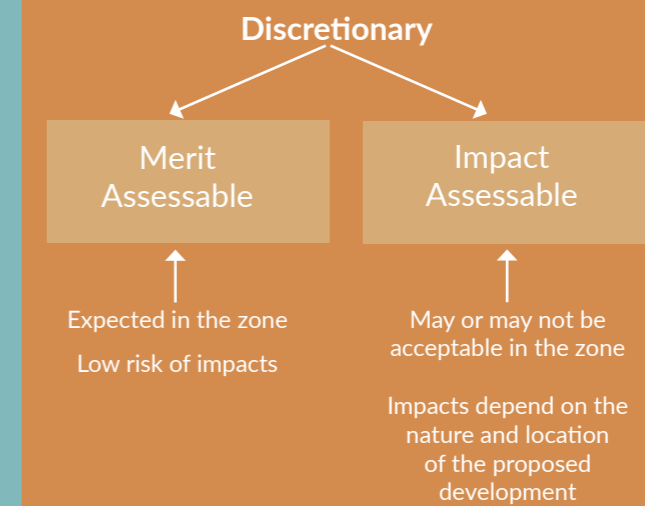 Discretionary
Merit
Assessable
Impact
Assessable
Expected in the zone
Low risk of impacts
May or may not be
acceptable in the zone
Impacts depend on the
nature and location
of the proposed
development